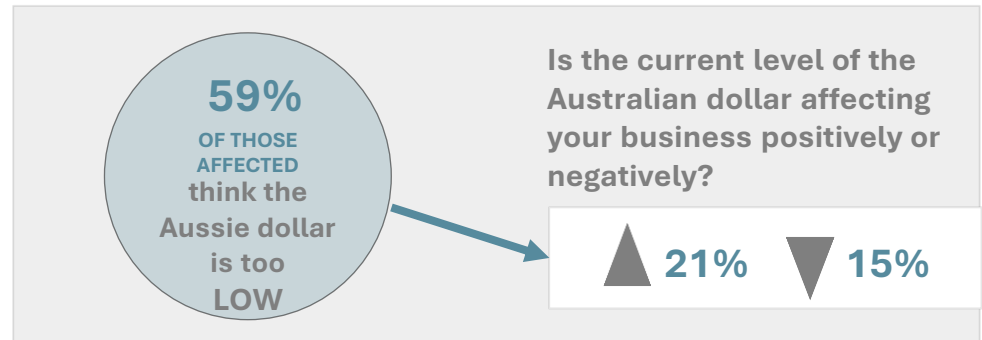 59%
OF THOSE
AFFECTED
think the
Aussie dollar
is too
LOW
Is the current level of the
Australian dollar affecting
your business positively or
negatively?
21%
15%